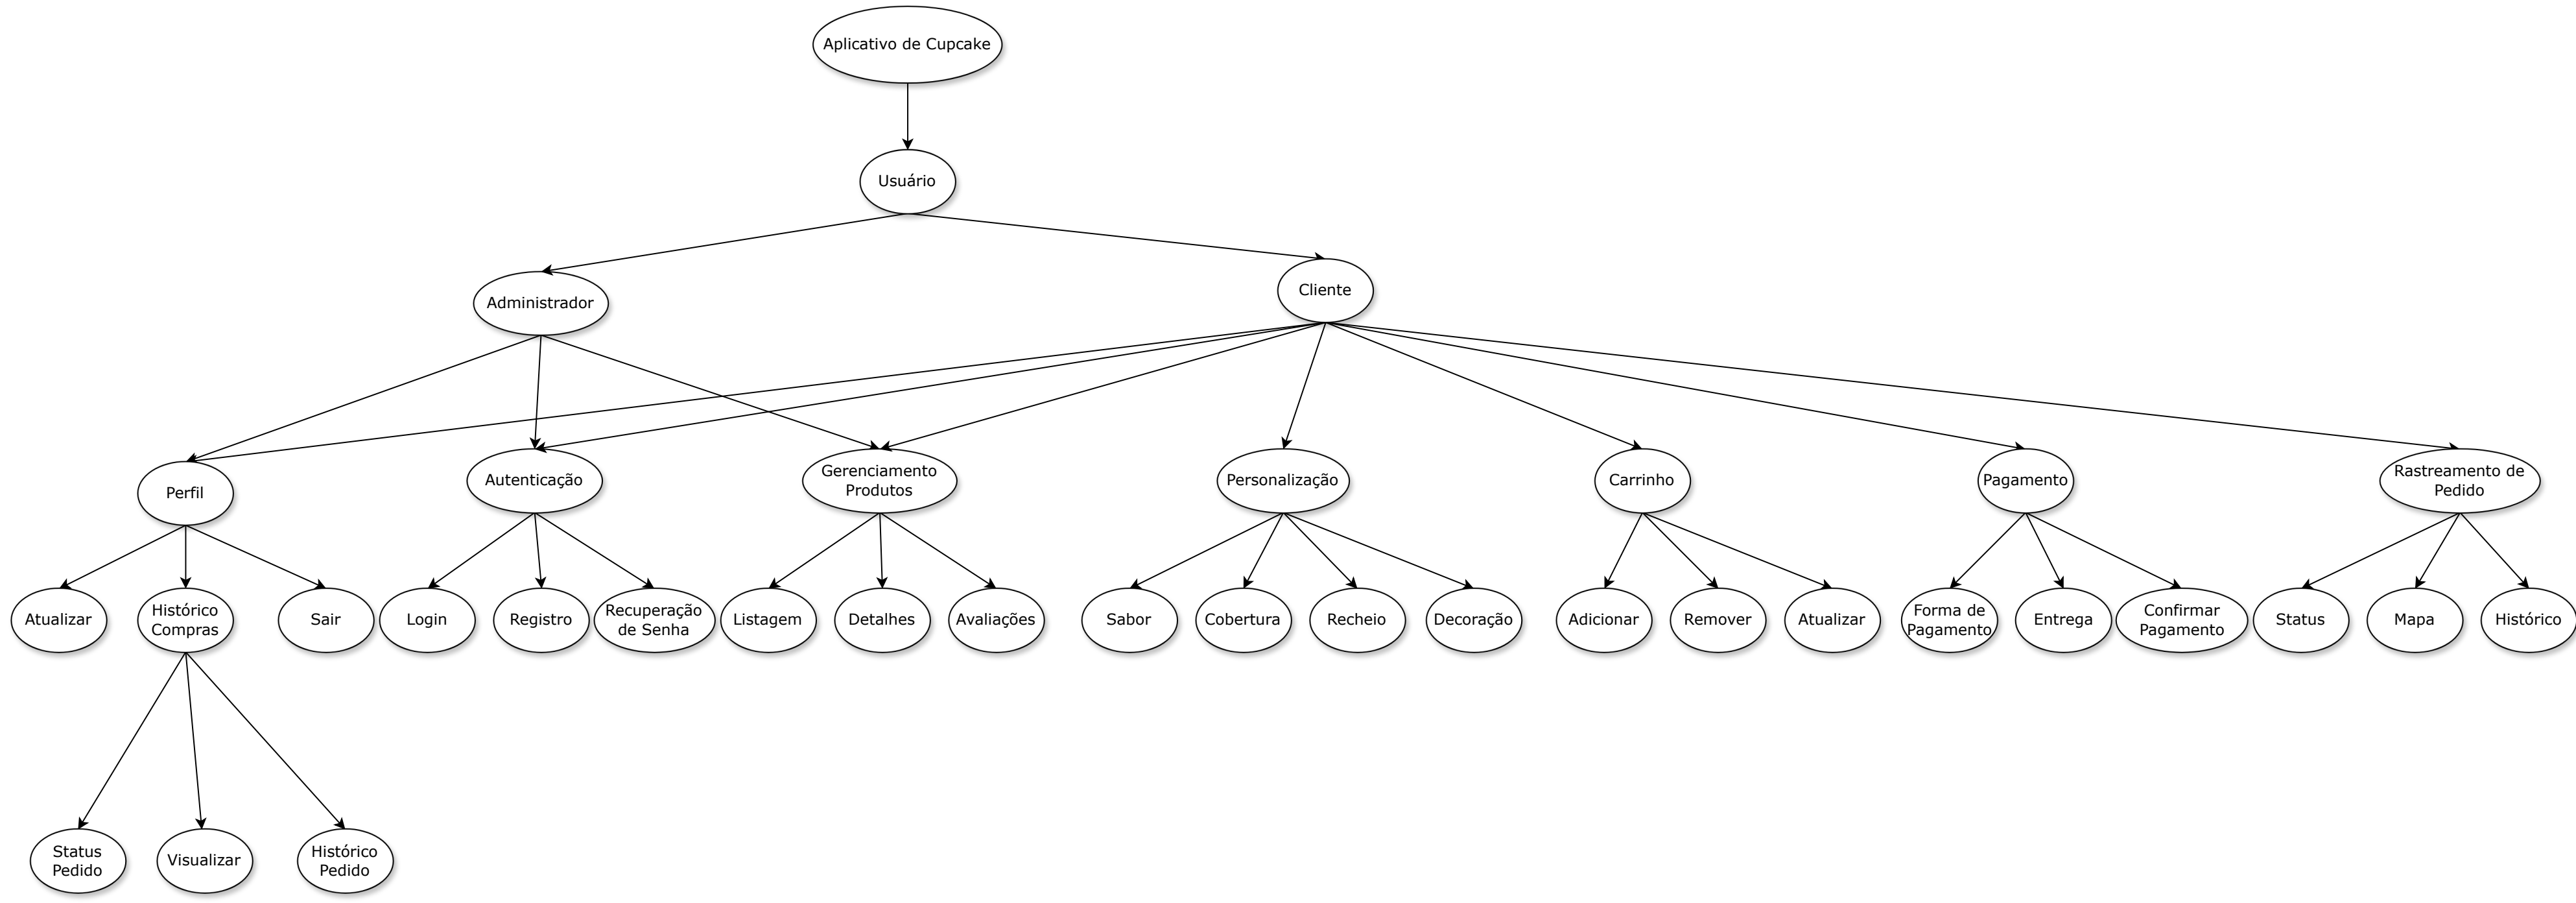 Aplicativo de Cupcake
Usuário
Administrador
Cliente
Perfil
Autenticação
Gerenciamento
Produtos
Personalização
Carrinho
Pagamento
Rastreamento de
Pedido
Atualizar
Histórico
Compras
Sair
Login
Registro
Recuperação
de Senha
Listagem
Detalhes
Avaliações
Sabor
Cobertura
Recheio
Decoração
Adicionar
Remover
Atualizar
Forma de
Pagamento
Entrega
Confirmar
Pagamento
Status
Mapa
Histórico
Status
Pedido
Visualizar
Histórico
Pedido